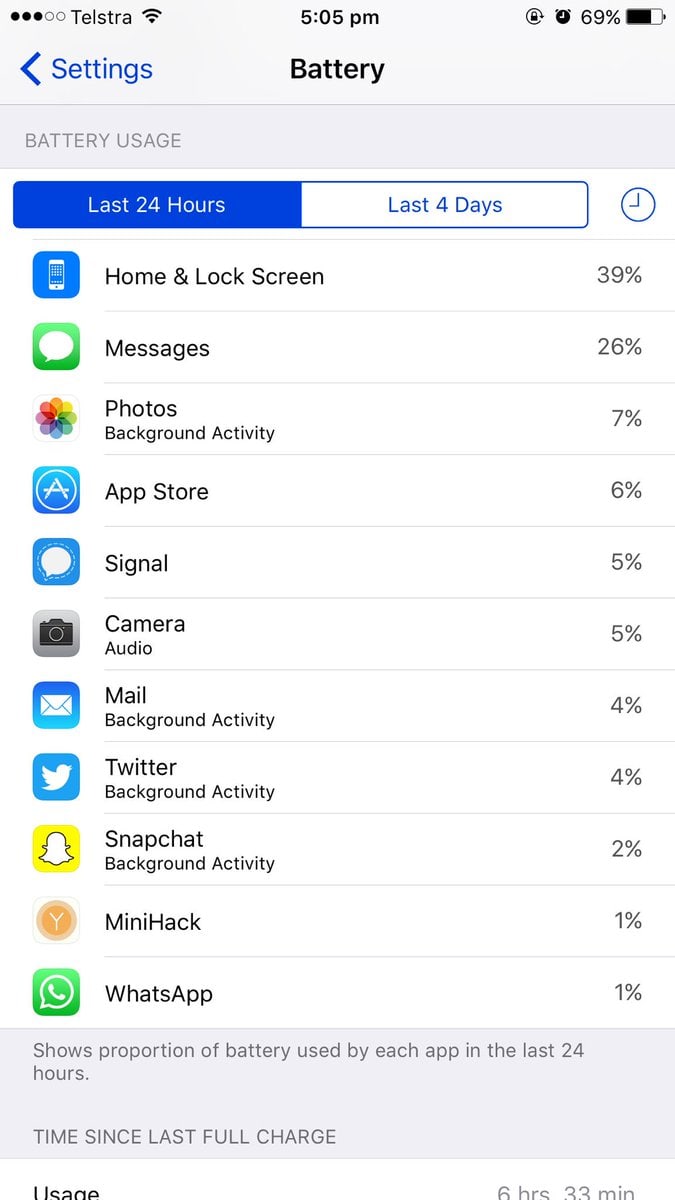 Telstra 5:05 pm 69%
Settings Battery
BATTERY USAGE
Last 24 Hours Last 4 Days
Home & Lock Screen 39%
Messages 26%
Photos 7%
Background Activity
App Store 6%
Signal 5%
Camera 5%
Audio
Mail 4%
Background Activity
Twitter 4%
Background Activity
Snapchat 2%
Background Activity
Y
MiniHack 1%
WhatsApp 1%
Shows proportion of battery used by each app in the last 24
hours.
TIME SINCE LAST FULL CHARGE
Usage 6 hrs, 33 min